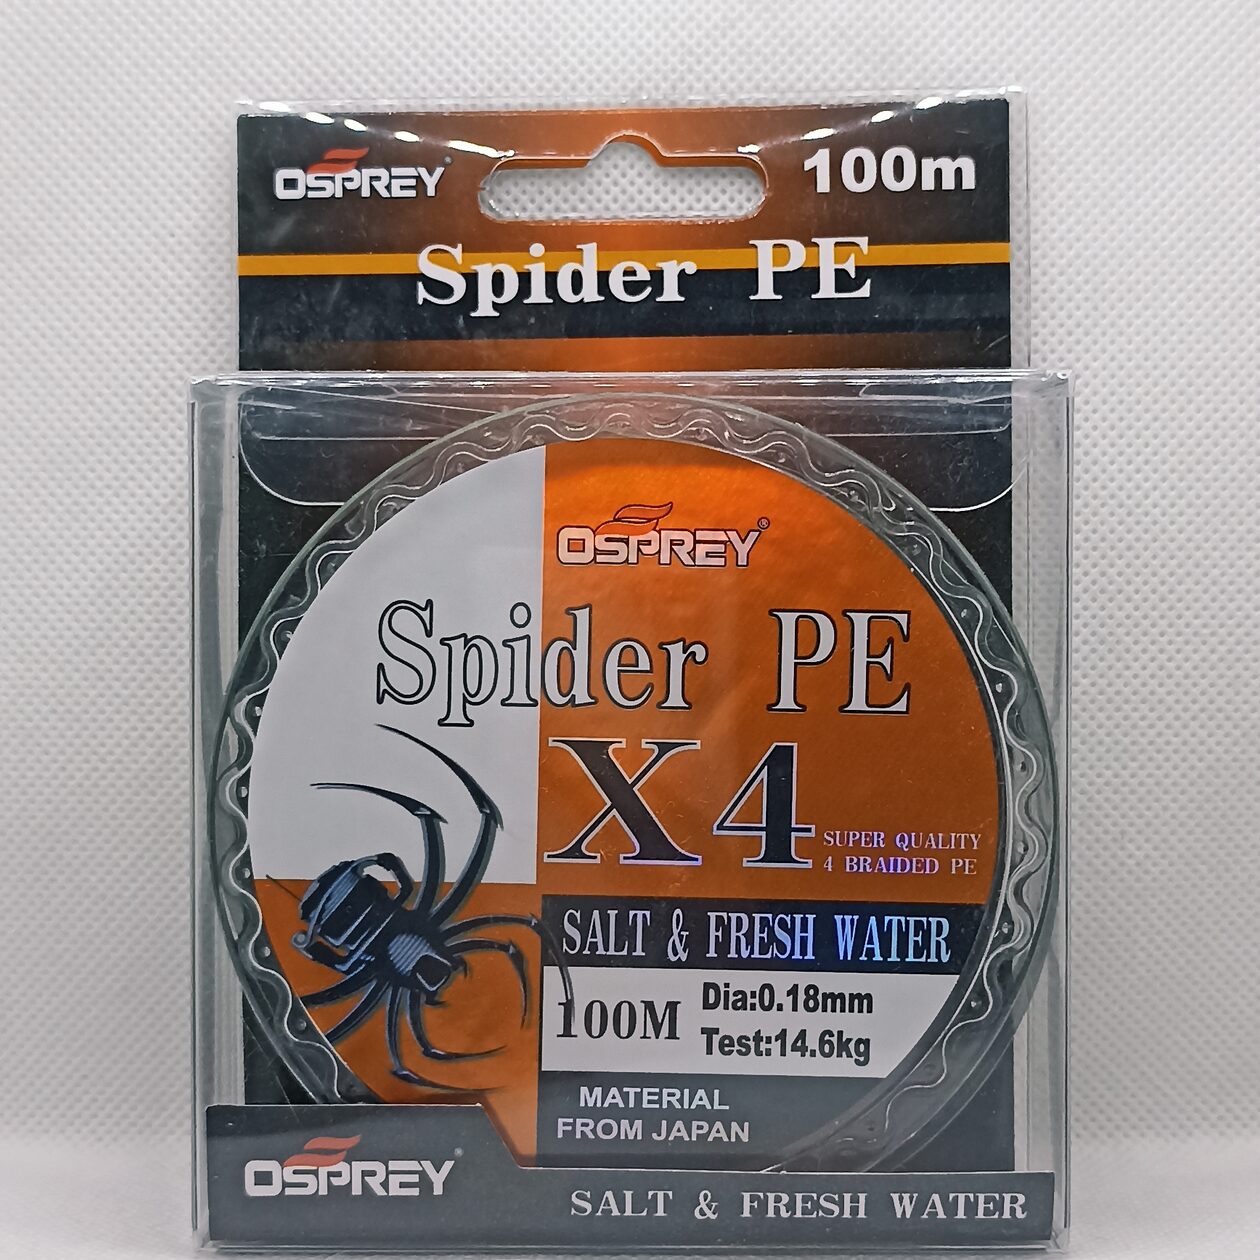 OSPREY
100m
Spider PE
OSPREY®
Spider PE
X4
SUPER QUALITY
4 BRAIDED PE
SALT & FRESH WATER
100M
Dia:0.18mm
Test:14.6kg
MATERIAL
FROM JAPAN
OSPREY
SALT & FRESH WATER